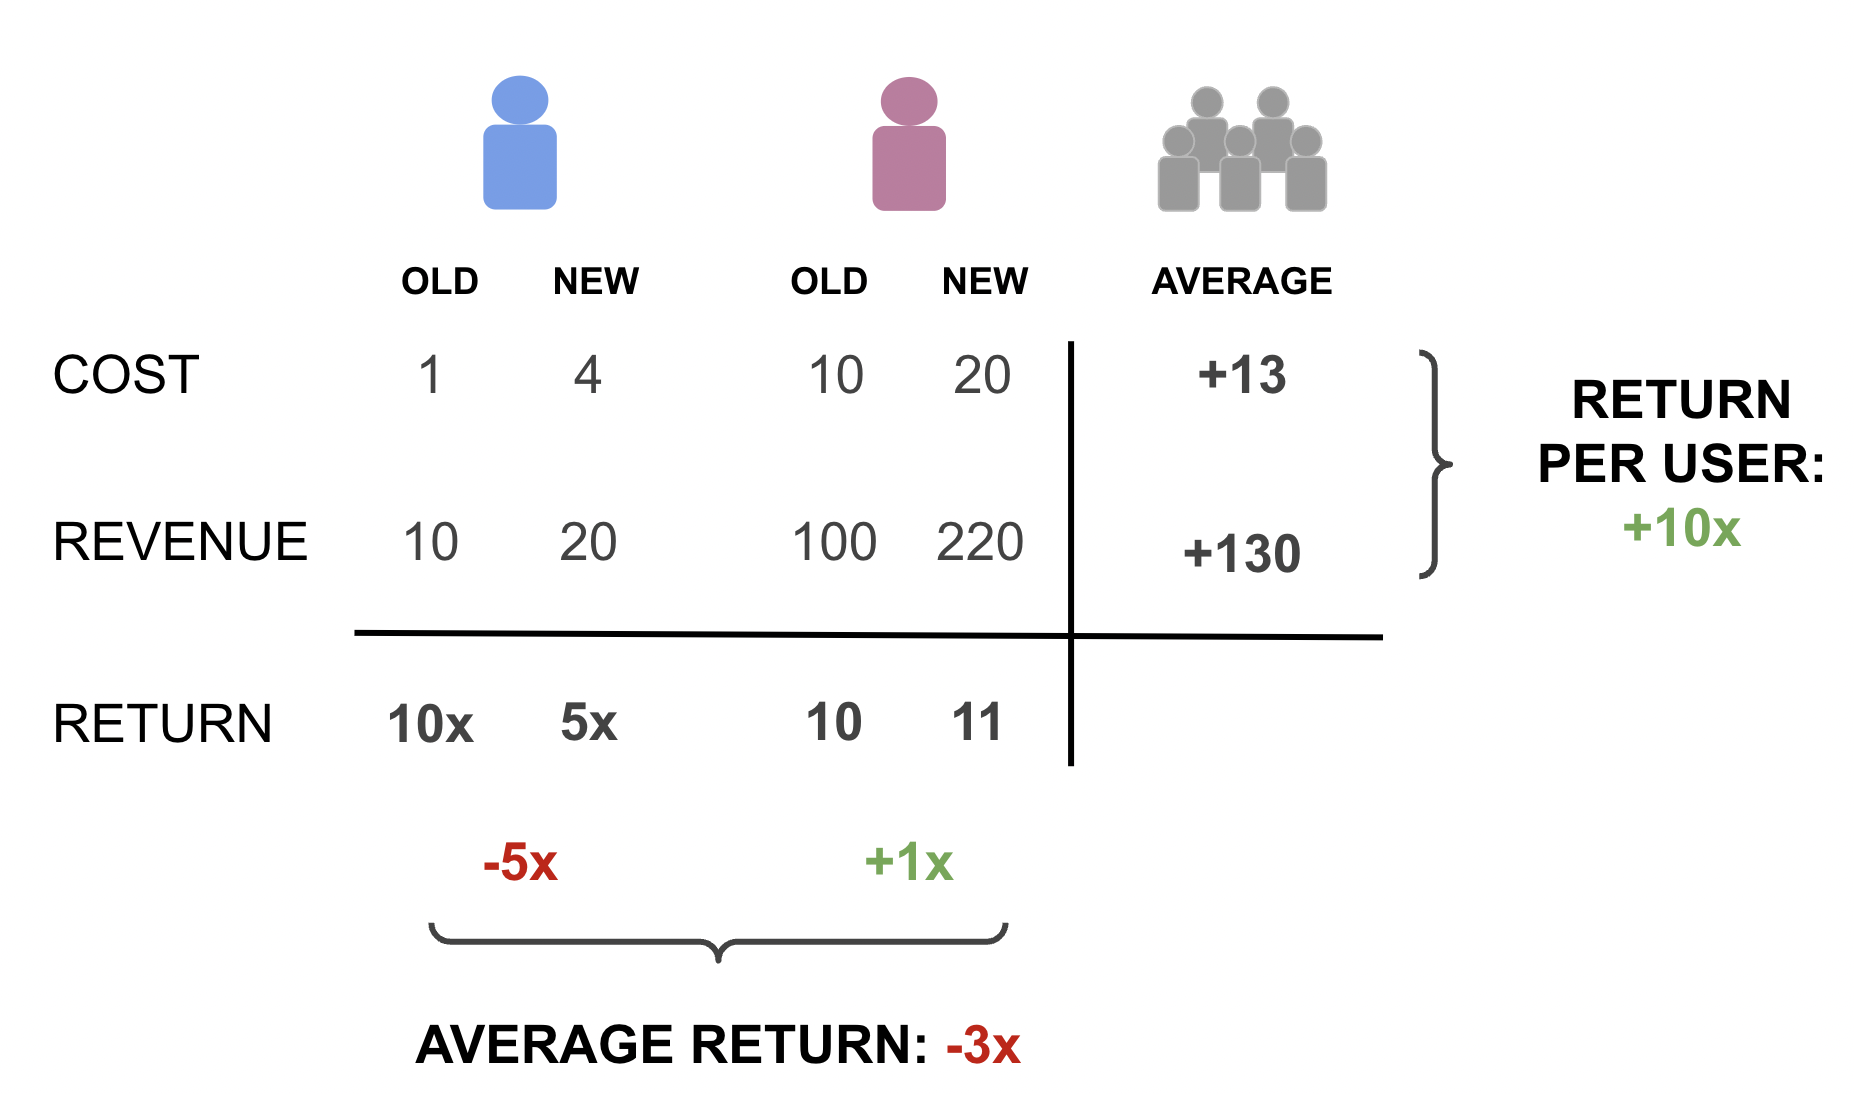 OLD NEW OLD NEW AVERAGE
COST 1 4 10 20 +13
RETURN
PER USER:
+10x
REVENUE 10 20 100 220 +130
RETURN 10x 5x 10 11
-5x +1x
AVERAGE RETURN: -3x